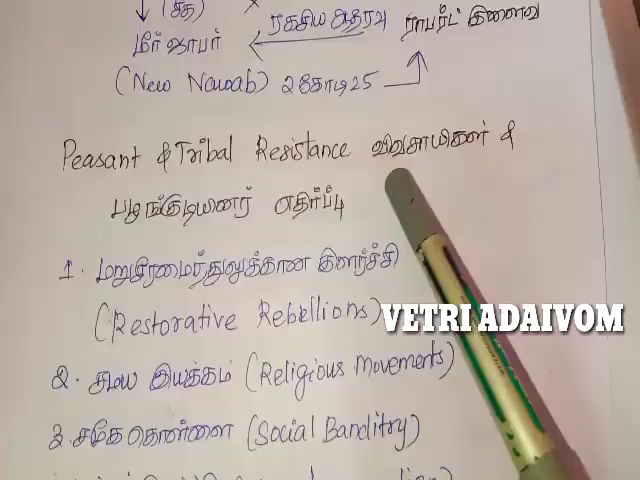 (சித
ரகசிய ஆதரவு ராபர்ட் கிளைவ்
மீர் ஜாபர்
(New Nawab) 2கோடி25
Peasant & Tribal Resistance விவசாயிகள் &
பழங்குடியினர் எதிர்ப்பு
1. மறுசீரமைத்துலுக்கான கிளர்ச்சி
(Restorative Rebellions)
VETRI ADAIVOM
2. சமய இயக்கம் (Religious Movements)
3. சமூக கொள்ளை (Social Banditry)